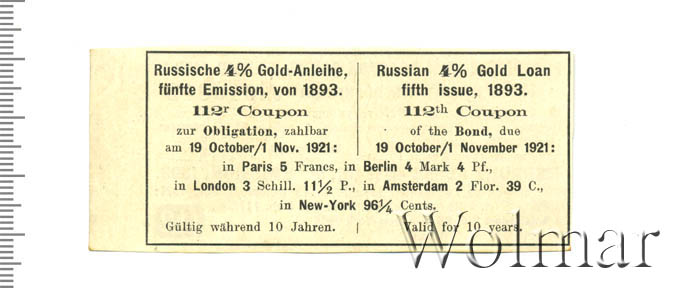 Russische 4% Gold-Anleihe,
fünfte Emission, von 1893.
112r Coupon
zur Obligation, zahlbar
am 19 October/1 Nov. 1921:
Russian 4% Gold Loan
fifth issue, 1893.
112th Coupon
of the Bond, due
19 October/1 November 1921:
in Paris 5 Francs, in Berlin 4 Mark 4 Pf.,
in London 3 Schill. 11½ P., in Amsterdam 2 Flor. 39 C.,
in New-York 96¼ Cents.
Gültig während 10 Jahren.
Valid for 10 years.
Wolmar